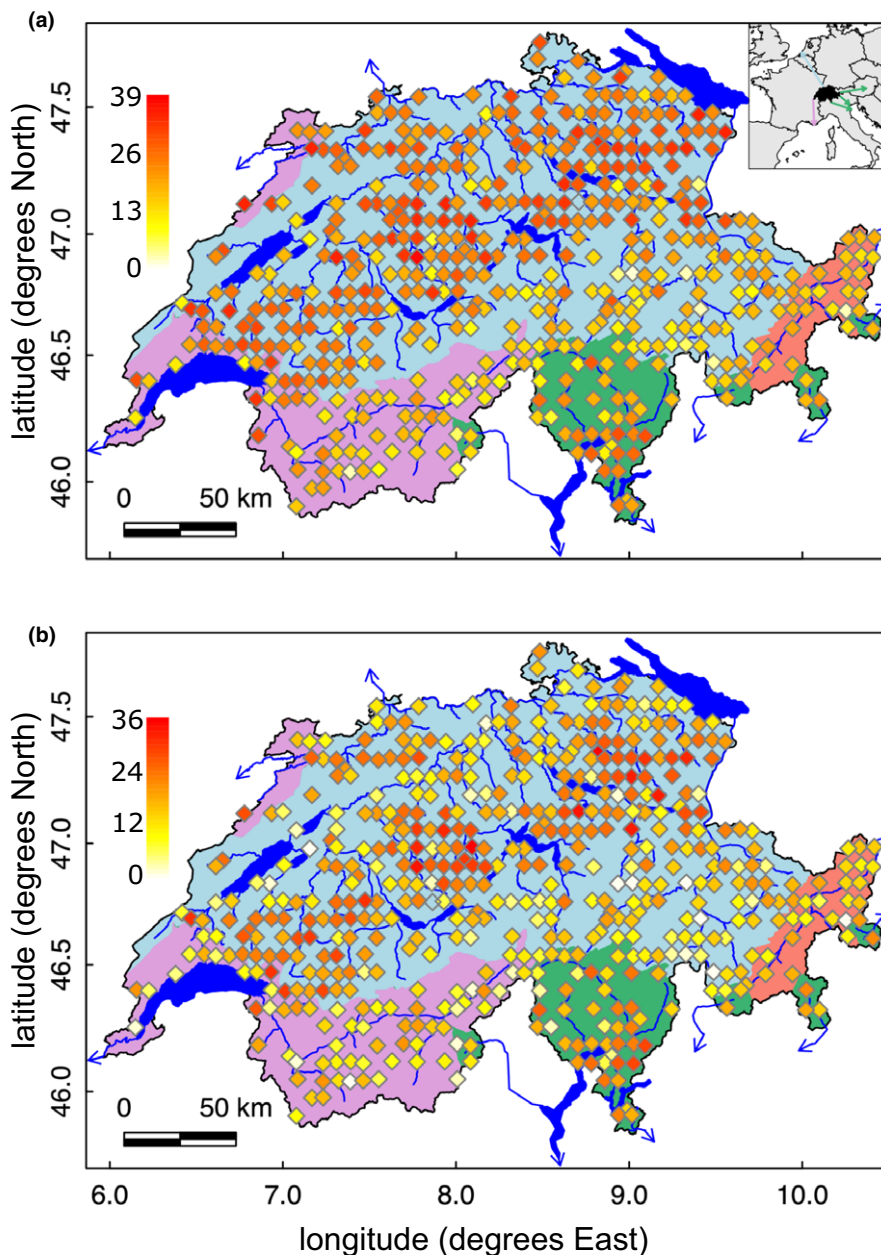 (a)
39
26
13
0
47.5
47.0
46.5
46.0
latitude (degrees North)
0 50 km
(b)
36
24
12
0
47.5
47.0
46.5
46.0
latitude (degrees North)
0 50 km
6.0 7.0 8.0 9.0 10.0
longitude (degrees East)